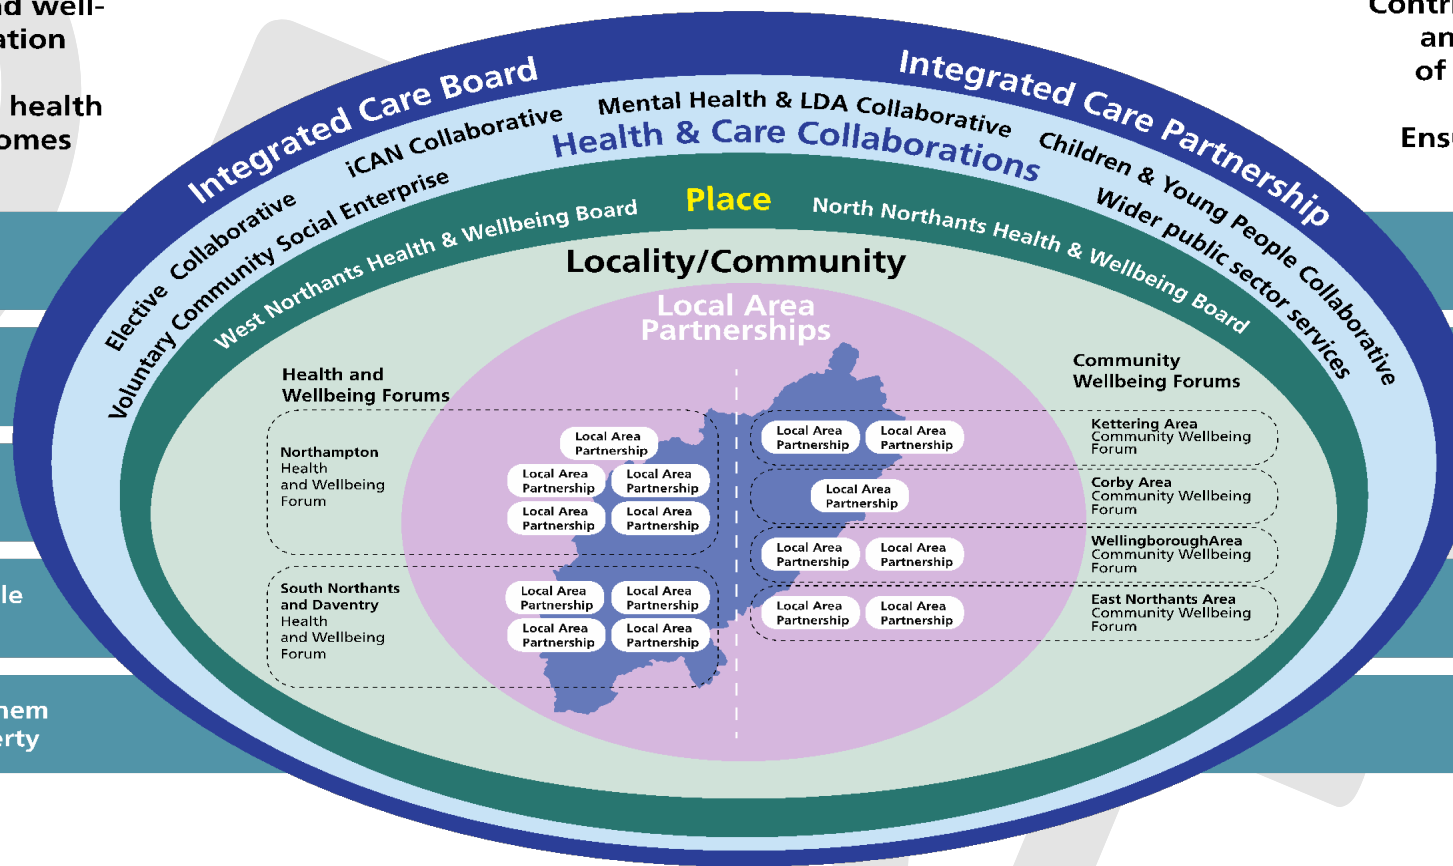 nd well-
ation
health
omes
Contri
an
of
Ens
le
hem
erty
Integrated Care Board
Integrated Care Partnership
Elective Collaborative
iCAN Collaborative
Mental Health & LDA Collaborative
Children & Young People Collaborative
Health & Care Collaborations
Voluntary Community Social Enterprise
Wider public sector services
Place
West Northants Health & Wellbeing Board
North Northants Health & Wellbeing Board
Locality/Community
Local Area
Partnerships
Health and
Wellbeing Forums
Northampton
Health
and Wellbeing
Forum
Local Area
Partnership
Local Area
Partnership
Local Area
Partnership
Local Area
Partnership
Local Area
Partnership
South Northants
and Daventry
Health
and Wellbeing
Forum
Local Area
Partnership
Local Area
Partnership
Local Area
Partnership
Local Area
Partnership
Community
Wellbeing Forums
Local Area
Partnership
Local Area
Partnership
Kettering Area
Community Wellbeing
Forum
Local Area
Partnership
Corby Area
Community Wellbeing
Forum
Local Area
Partnership
Local Area
Partnership
WellingboroughArea
Community Wellbeing
Forum
Local Area
Partnership
Local Area
Partnership
East Northants Area
Community Wellbeing
Forum